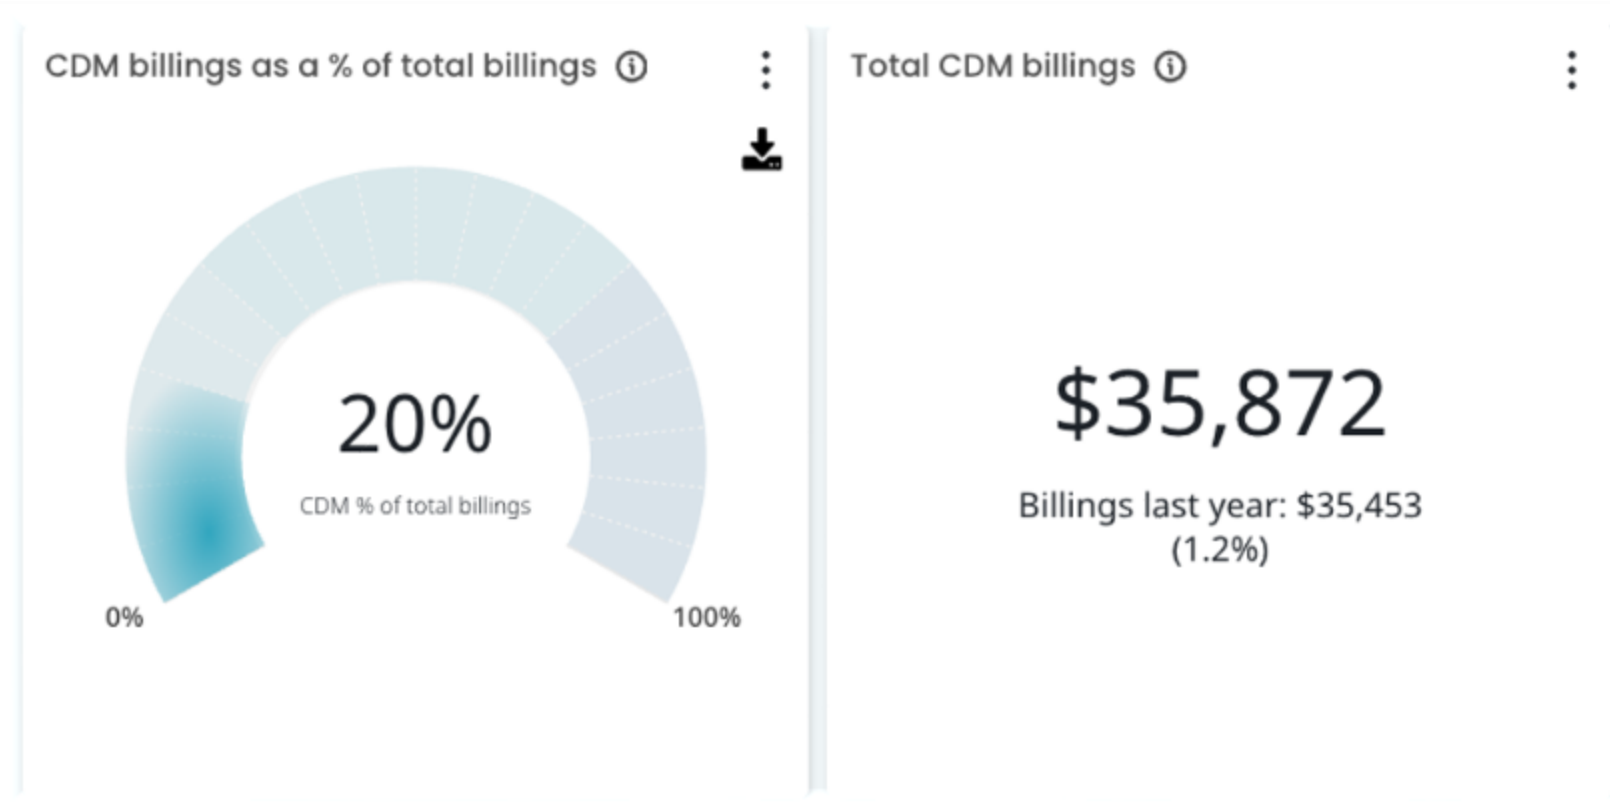 CDM billings as a % of total billings
20%
CDM % of total billings
0%
100%
Total CDM billings
$35,872
Billings last year: $35,453
(1.2%)